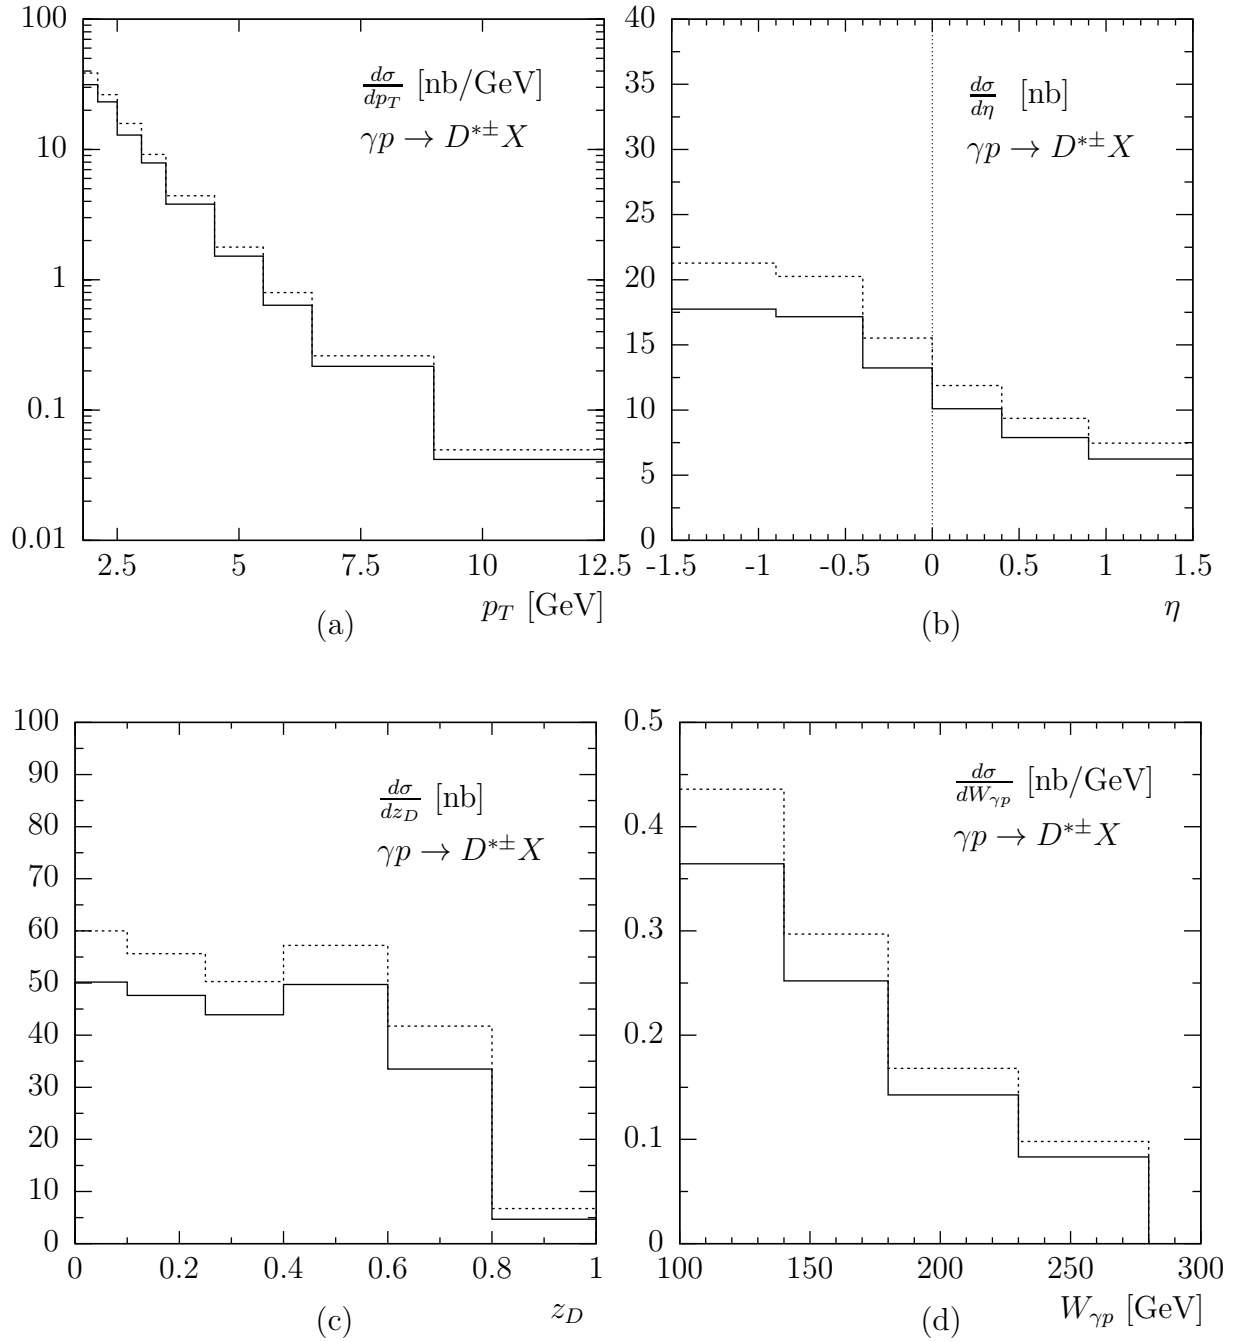 100
10
1
0.1
0.01
2.5 5 7.5 10 12.5
dσ/dp_T [nb/GeV]
γp → D*± X
p_T [GeV]
(a)
40
35
30
25
20
15
10
5
0
-1.5 -1 -0.5 0 0.5 1 1.5
dσ/dη [nb]
γp → D*± X
η
(b)
100
90
80
70
60
50
40
30
20
10
0
0 0.2 0.4 0.6 0.8 1
dσ/dz_D [nb]
γp → D*± X
z_D
(c)
0.5
0.4
0.3
0.2
0.1
0
100 150 200 250 300
dσ/dW_γp [nb/GeV]
γp → D*± X
W_γp [GeV]
(d)